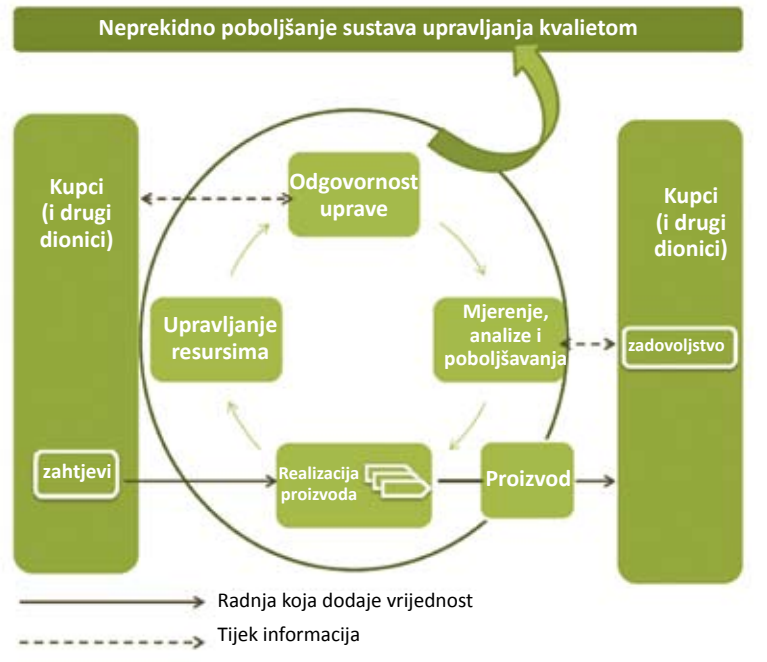 Neprekidno poboljšanje sustava upravljanja kvalietom
Kupci
(i drugi
dionici)
zahtjevi
Odgovornost
uprave
Upravljanje
resursima
Mjerenje,
analize i
poboljšavanja
Realizacija
proizvoda
Proizvod
Kupci
(i drugi
dionici)
zadovoljstvo
Radnja koja dodaje vrijednost
Tijek informacija